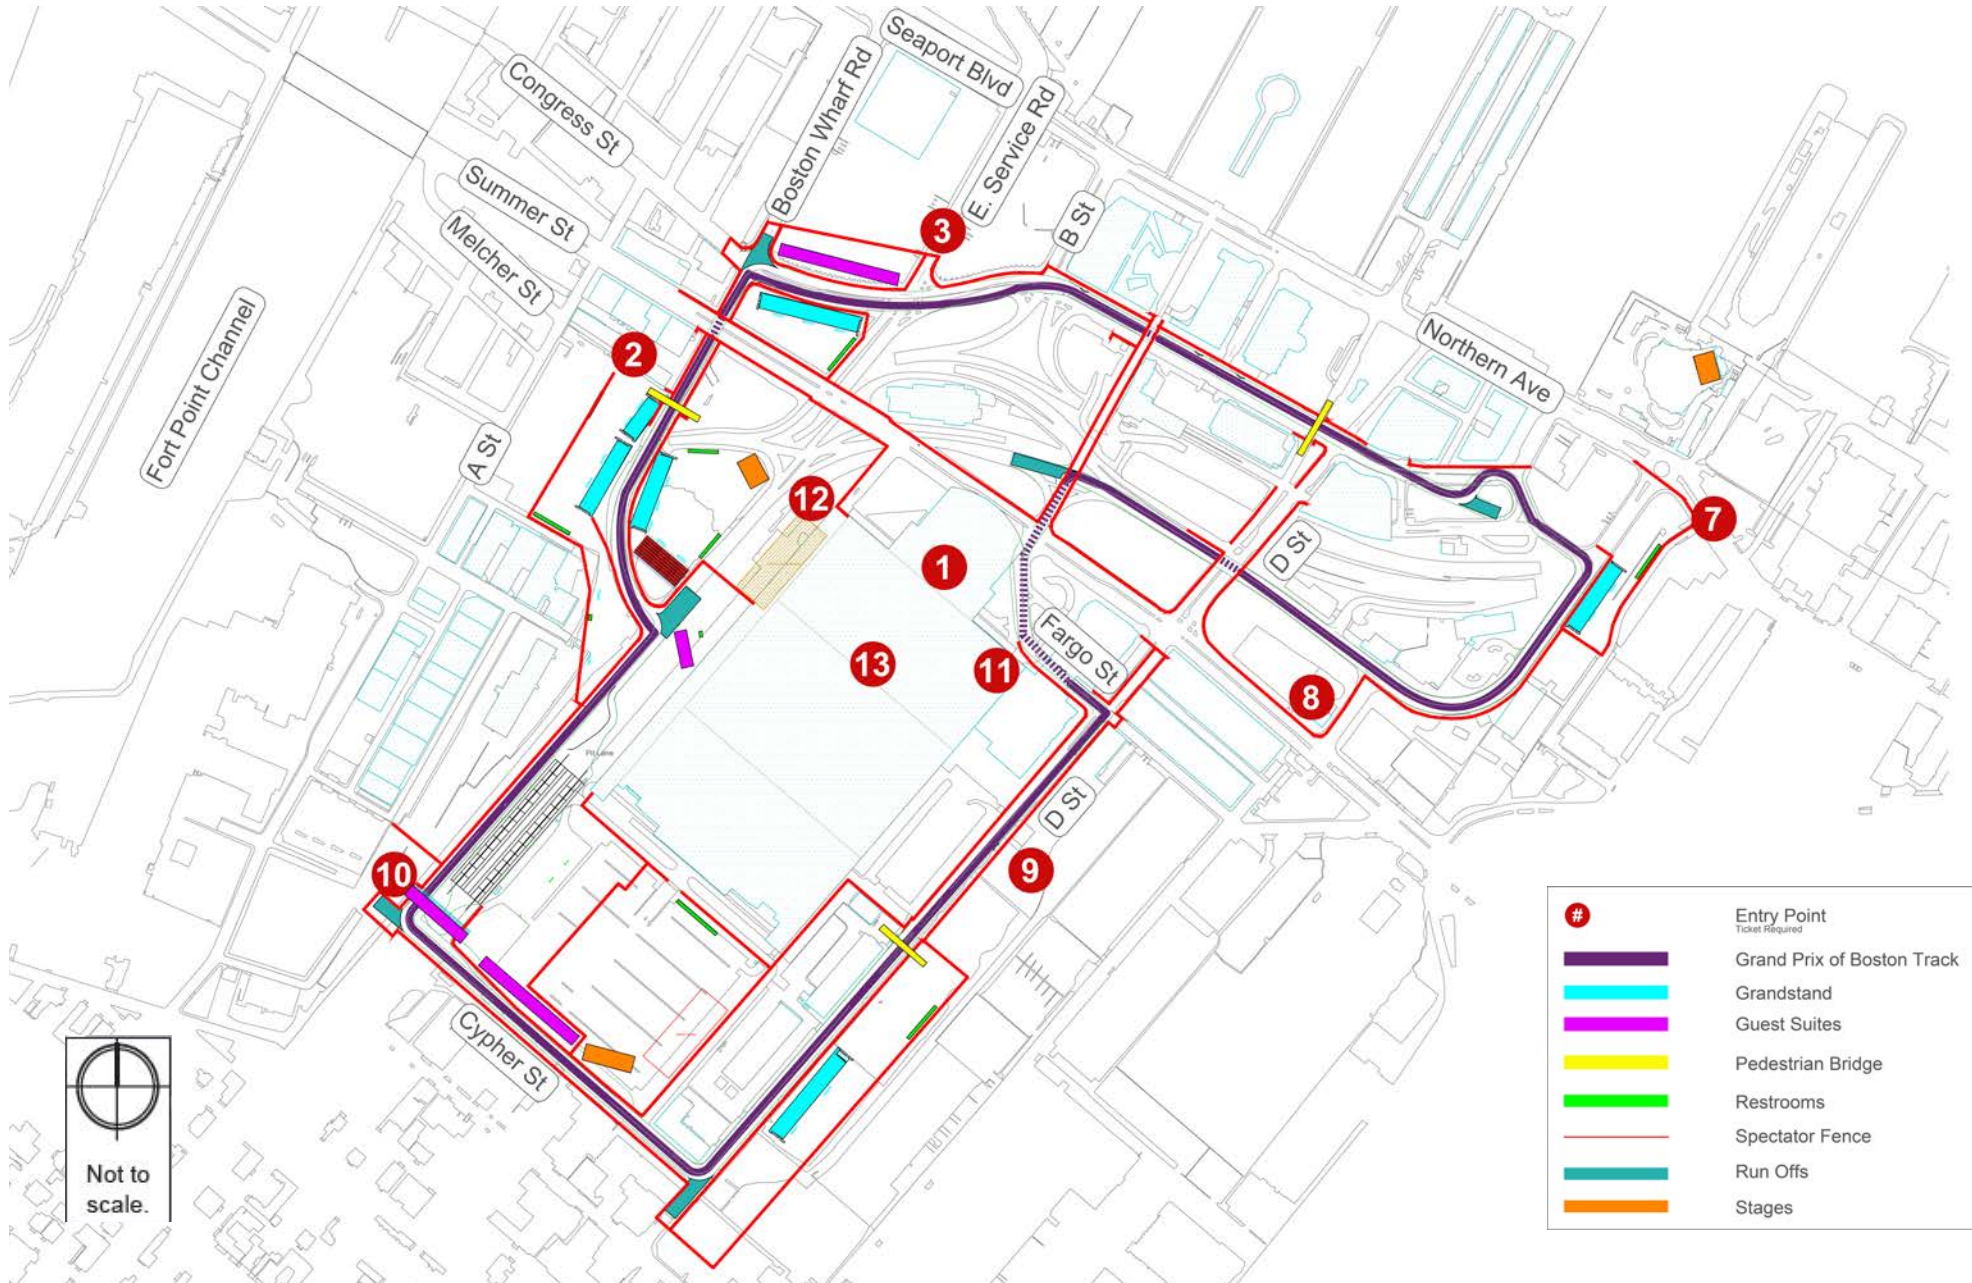 Seaport Blvd
Boston Wharf Rd
Congress St
E. Service Rd
Summer St
B St
Melcher St
3
Fort Point Channel
2
Northern Ave
A St
12
7
D St
1
Fargo St
13
11
8
Pit Lane
D St
10
9
Cypher St
Not to
scale.
#
Entry Point
Ticket Required
Grand Prix of Boston Track
Grandstand
Guest Suites
Pedestrian Bridge
Restrooms
Spectator Fence
Run Offs
Stages